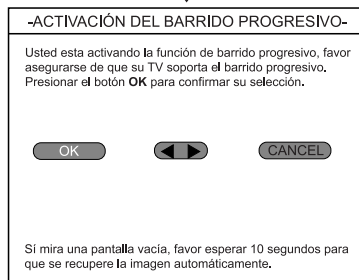 -ACTIVACIÓN DEL BARRIDO PROGRESIVO-
Usted esta activando la función de barrido progresivo, favor
asegurarse de que su TV soporta el barrido progresivo.
Presionar el botón OK para confirmar su selección.
OK
CANCEL
Sí mira una pantalla vacía, favor esperar 10 segundos para
que se recupere la imagen automáticamente.